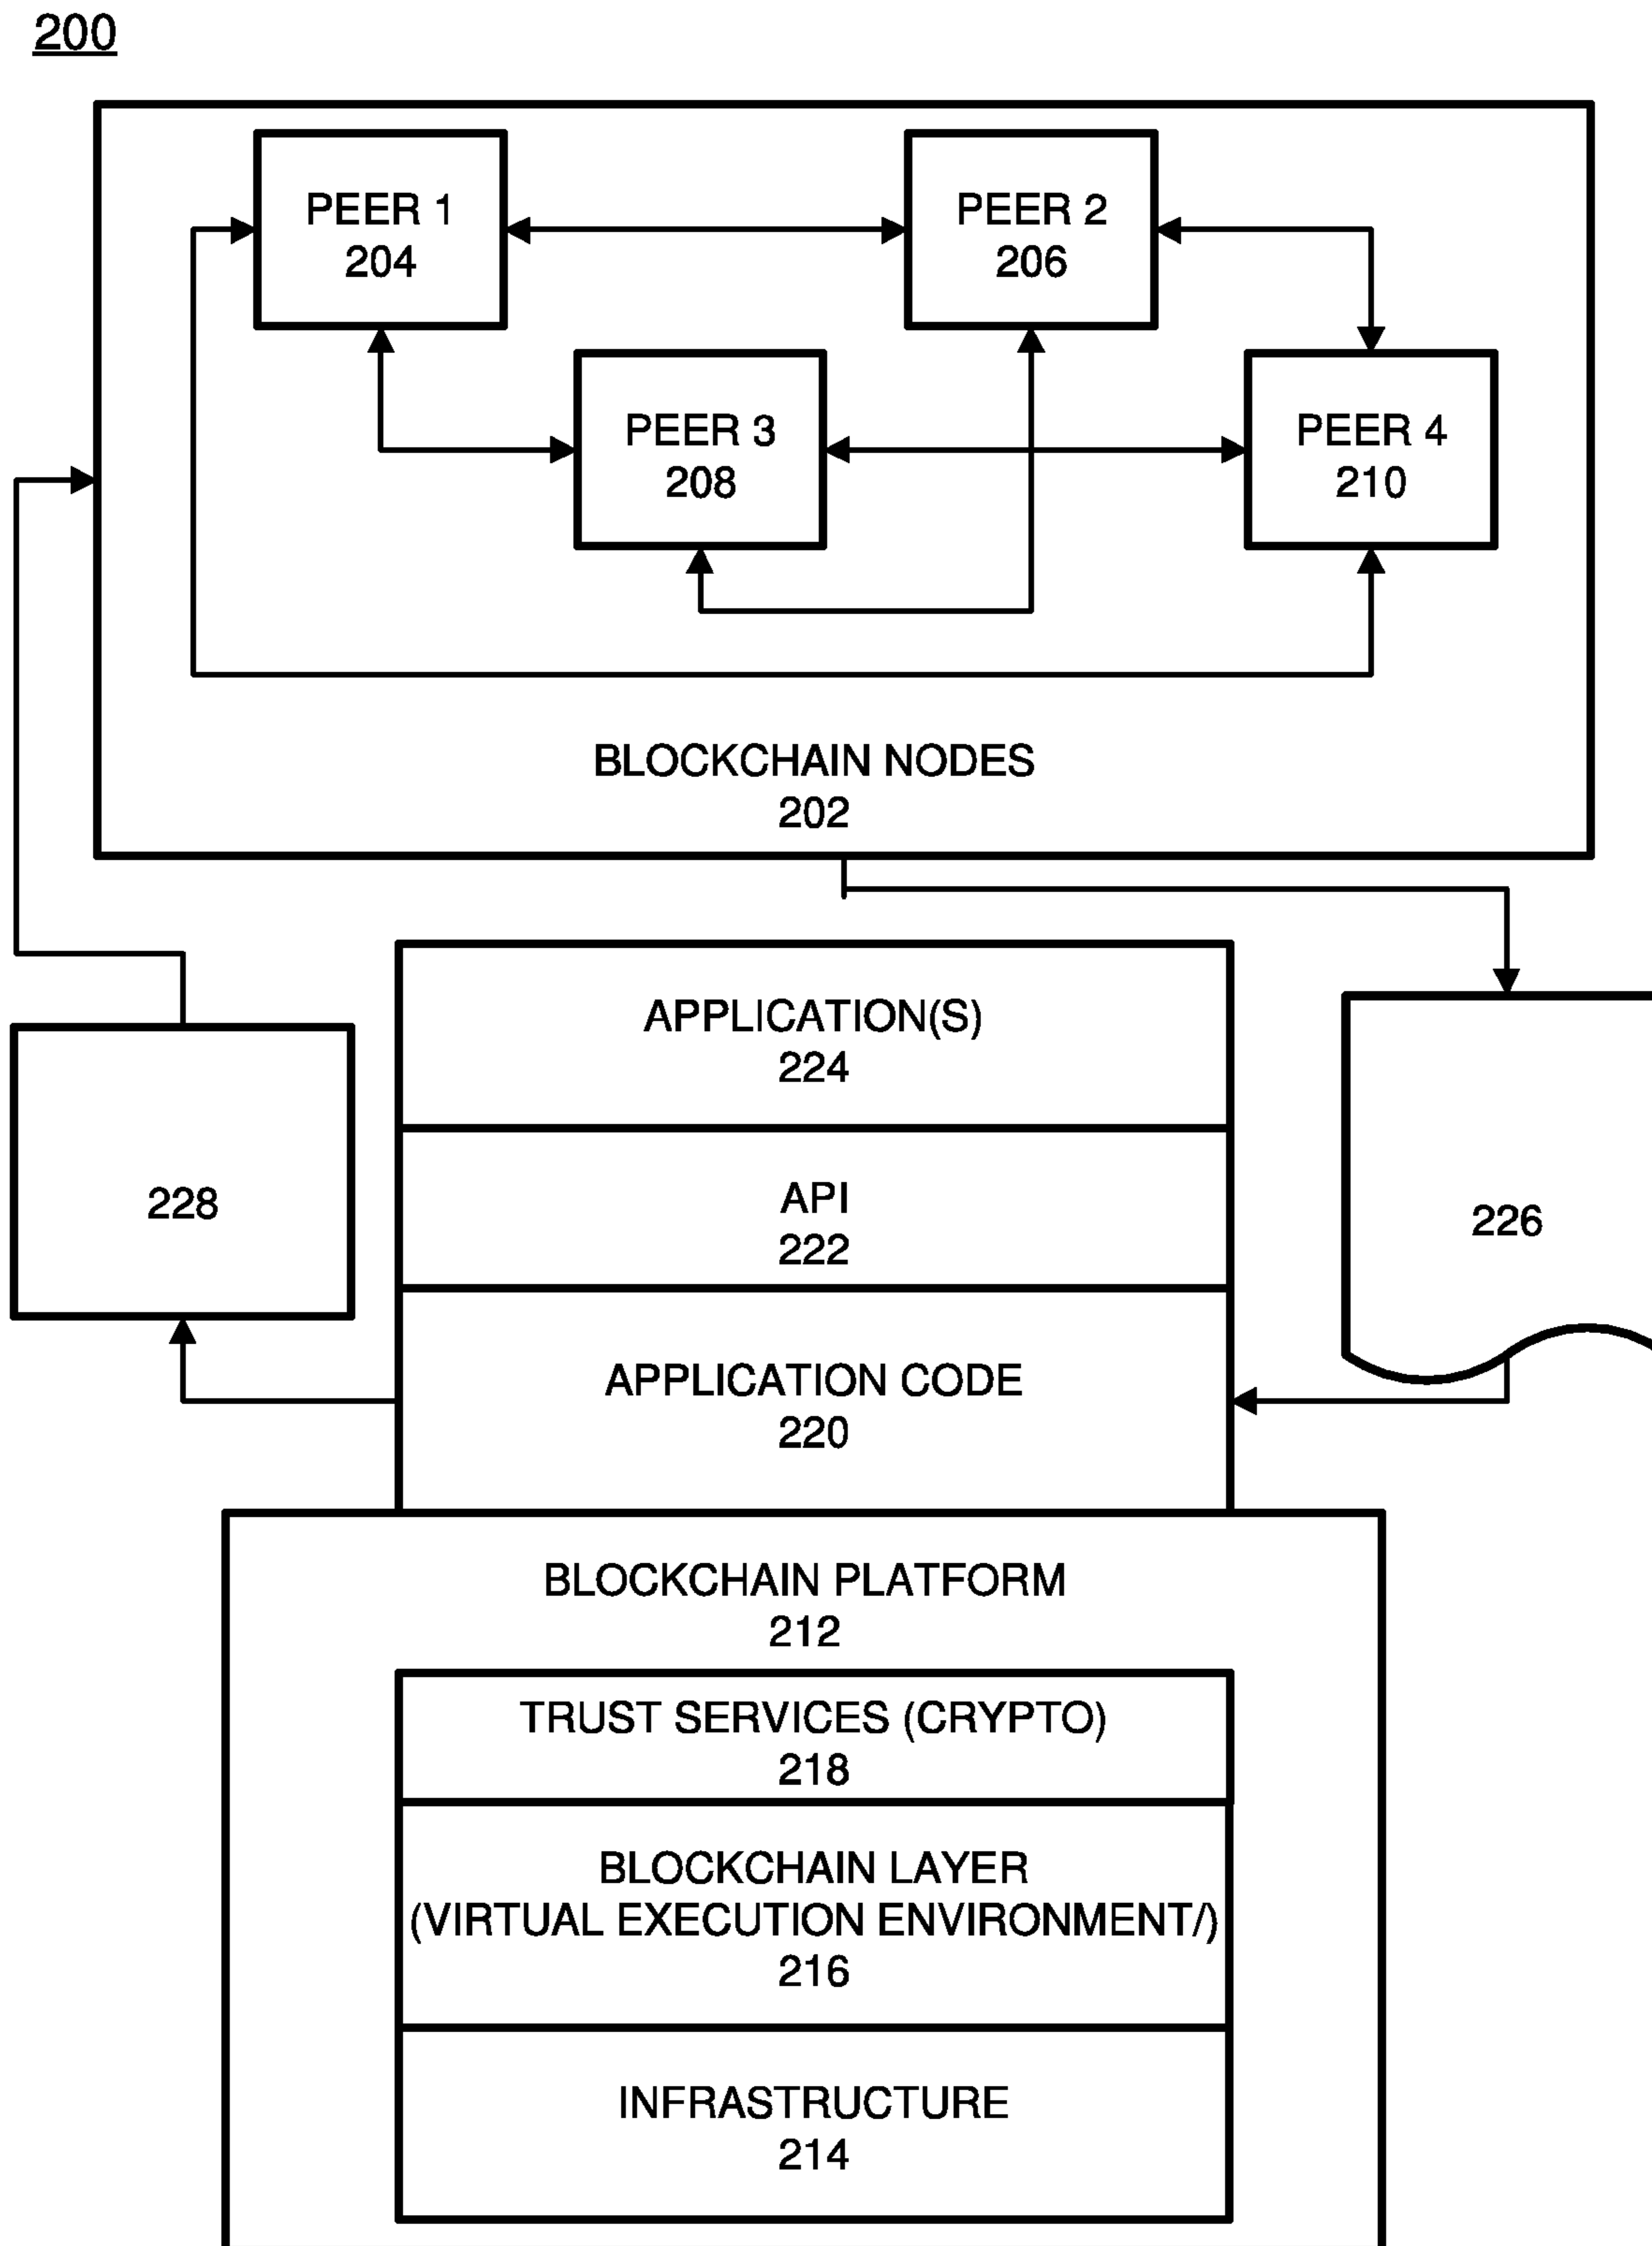 200
PEER 1
204
PEER 2
206
PEER 3
208
PEER 4
210
BLOCKCHAIN NODES
202
APPLICATION(S)
224
API
222
228
226
APPLICATION CODE
220
BLOCKCHAIN PLATFORM
212
TRUST SERVICES (CRYPTO)
218
BLOCKCHAIN LAYER
(VIRTUAL EXECUTION ENVIRONMENT/)
216
INFRASTRUCTURE
214